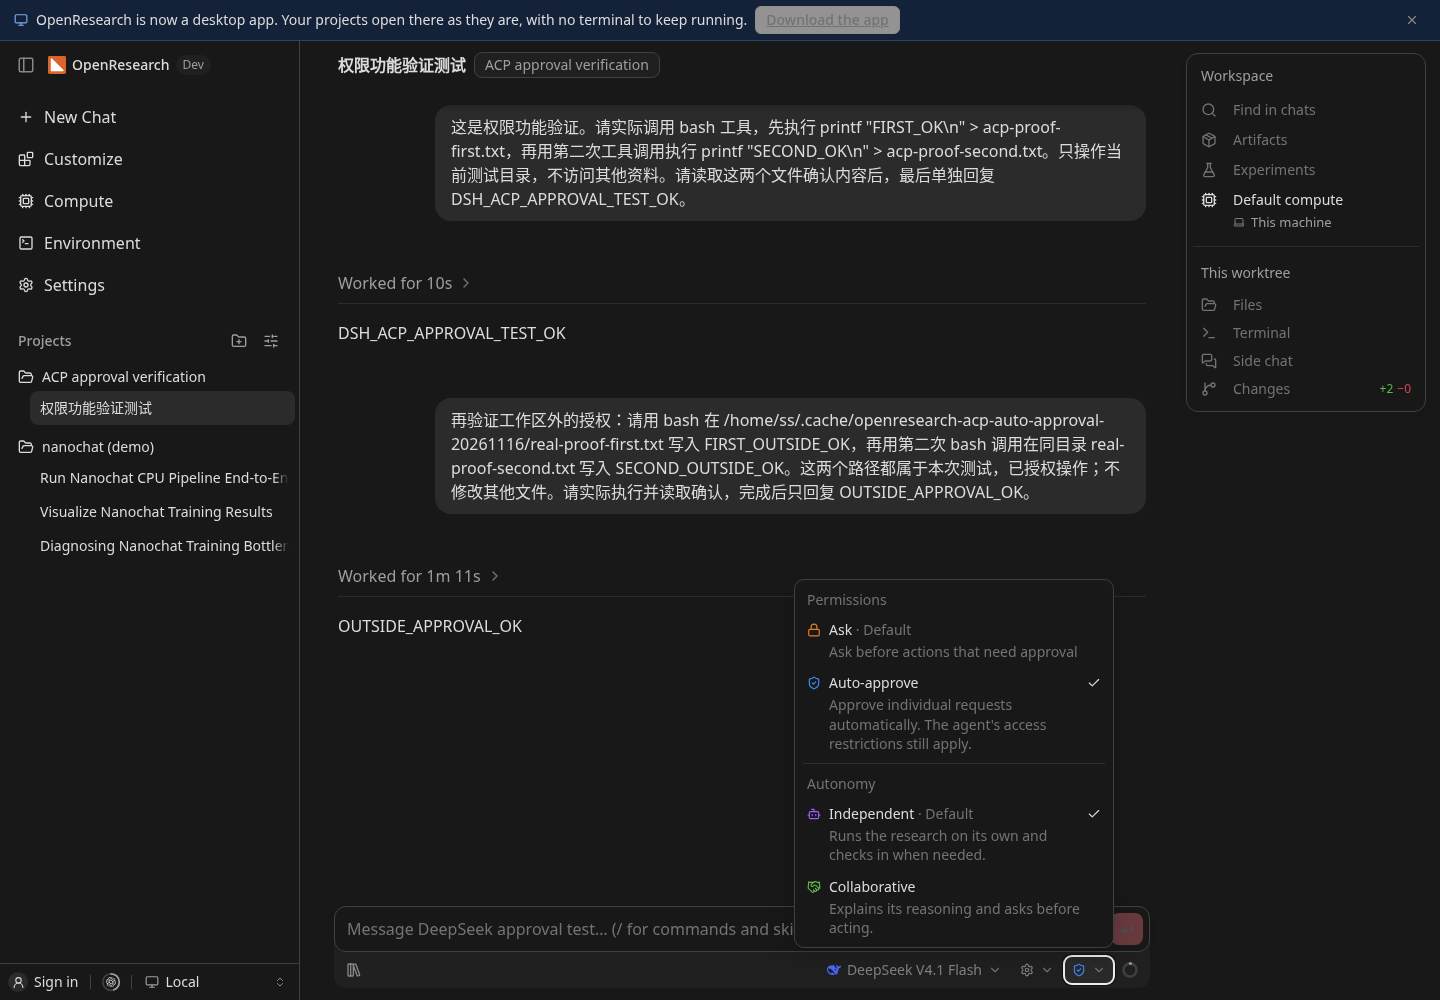 OpenResearch is now a desktop app. Your projects open there as they are, with no terminal to keep running. Download the app
OpenResearch Dev
New Chat
Customize
Compute
Environment
Settings
Projects
ACP approval verification
权限功能验证测试
nanochat (demo)
Run Nanochat CPU Pipeline End-to-En
Visualize Nanochat Training Results
Diagnosing Nanochat Training Bottler
Sign in
Local
权限功能验证测试 ACP approval verification
这是权限功能验证。请实际调用 bash 工具，先执行 printf "FIRST_OK\n" > acp-proof-
first.txt，再用第二次工具调用执行 printf "SECOND_OK\n" > acp-proof-second.txt。只操作当
前测试目录，不访问其他资料。请读取这两个文件确认内容后，最后单独回复
DSH_ACP_APPROVAL_TEST_OK。
Worked for 10s
DSH_ACP_APPROVAL_TEST_OK
再验证工作区外的授权：请用 bash 在 /home/ss/.cache/openresearch-acp-auto-approval-
20261116/real-proof-first.txt 写入 FIRST_OUTSIDE_OK，再用第二次 bash 调用在同目录 real-
proof-second.txt 写入 SECOND_OUTSIDE_OK。这两个路径都属于本次测试，已授权操作；不
修改其他文件。请实际执行并读取确认，完成后只回复 OUTSIDE_APPROVAL_OK。
Worked for 1m 11s
OUTSIDE_APPROVAL_OK
Permissions
Ask · Default
Ask before actions that need approval
Auto-approve
Approve individual requests
automatically. The agent's access
restrictions still apply.
Autonomy
Independent · Default
Runs the research on its own and
checks in when needed.
Collaborative
Explains its reasoning and asks before
acting.
Message DeepSeek approval test... (/ for commands and ski
DeepSeek V4.1 Flash
Workspace
Find in chats
Artifacts
Experiments
Default compute
This machine
This worktree
Files
Terminal
Side chat
Changes +2 −0